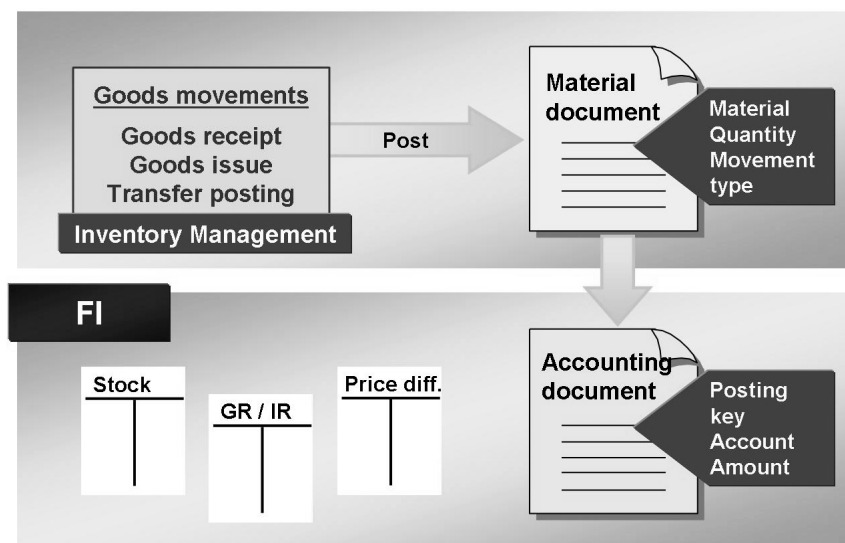 Goods movements
Goods receipt
Goods issue
Transfer posting
Inventory Management
Post
Material
document
Material
Quantity
Movement
type
FI
Stock
GR / IR
Price diff.
Accounting
document
Posting
key
Account
Amount